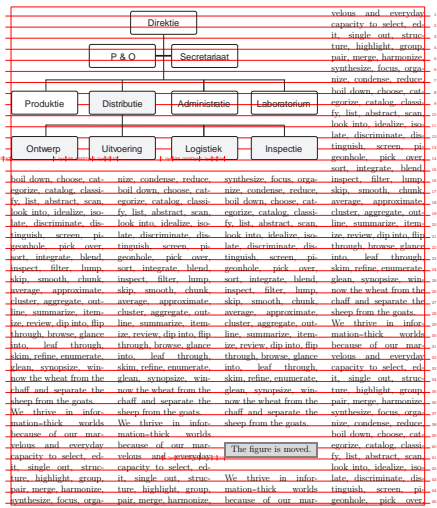 Direktie
P & O Secretariaat
Produktie Distributie Administratie Laboratorium
Ontwerp Uitvoering Logistiek Inspectie
boil down, choose, cat-
egorize, catalog, classi-
fy, list, abstract, scan,
look into, idealize, iso-
late, discriminate, dis-
tinguish, screen, pi-
geonhole, pick over,
sort, integrate, blend,
inspect, filter, lump,
skip, smooth, chunk,
average, approximate,
cluster, aggregate, out-
line, summarize, item-
ize, review, dip into, flip
through, browse, glance
into, leaf through,
skim, refine, enumerate,
glean, synopsize, win-
now the wheat from the
chaff and separate the
sheep from the goats.
We thrive in infor-
mation–thick worlds
because of our mar-
velous and everyday
capacity to select, ed-
it, single out, struc-
ture, highlight, group,
pair, merge, harmonize,
synthesize, focus, orga-
nize, condense, reduce,
boil down, choose, cat-
egorize, catalog, classi-
fy, list, abstract, scan,
look into, idealize, iso-
late, discriminate, dis-
tinguish, screen, pi-
geonhole, pick over,
sort, integrate, blend,
inspect, filter, lump,
skip, smooth, chunk,
average, approximate,
cluster, aggregate, out-
line, summarize, item-
ize, review, dip into, flip
through, browse, glance
into, leaf through,
skim, refine, enumerate,
glean, synopsize, win-
now the wheat from the
chaff and separate the
sheep from the goats.
We thrive in infor-
mation–thick worlds
because of our mar-
velous and everyday
capacity to select, ed-
it, single out, struc-
ture, highlight, group,
pair, merge, harmonize,
synthesize, focus, orga-
nize, condense, reduce,
boil down, choose, cat-
egorize, catalog, classi-
fy, list, abstract, scan,
look into, idealize, iso-
late, discriminate, dis-
tinguish, screen, pi-
geonhole, pick over,
sort, integrate, blend,
inspect, filter, lump,
skip, smooth, chunk,
average, approximate,
cluster, aggregate, out-
line, summarize, item-
ize, review, dip into, flip
through, browse, glance
into, leaf through,
skim, refine, enumerate,
glean, synopsize, win-
now the wheat from the
chaff and separate the
sheep from the goats.
The figure is moved.
We thrive in infor-
mation–thick worlds
because of our mar-
velous and everyday
capacity to select, ed-
it, single out, struc-
ture, highlight, group,
pair, merge, harmonize,
synthesize, focus, orga-
nize, condense, reduce,
boil down, choose, cat-
egorize, catalog, classi-
fy, list, abstract, scan,
look into, idealize, iso-
late, discriminate, dis-
tinguish, screen, pi-
geonhole, pick over,
sort, integrate, blend,
inspect, filter, lump,
skip, smooth, chunk,
average, approximate,
cluster, aggregate, out-
line, summarize, item-
ize, review, dip into, flip
through, browse, glance
into, leaf through,
skim, refine, enumerate,
glean, synopsize, win-
now the wheat from the
chaff and separate the
sheep from the goats.
We thrive in infor-
mation–thick worlds
because of our mar-
velous and everyday
capacity to select, ed-
it, single out, struc-
ture, highlight, group,
pair, merge, harmonize,
synthesize, focus, orga-
nize, condense, reduce,
boil down, choose, cat-
egorize, catalog, classi-
fy, list, abstract, scan,
look into, idealize, iso-
late, discriminate, dis-
tinguish, screen, pi-
geonhole, pick over,